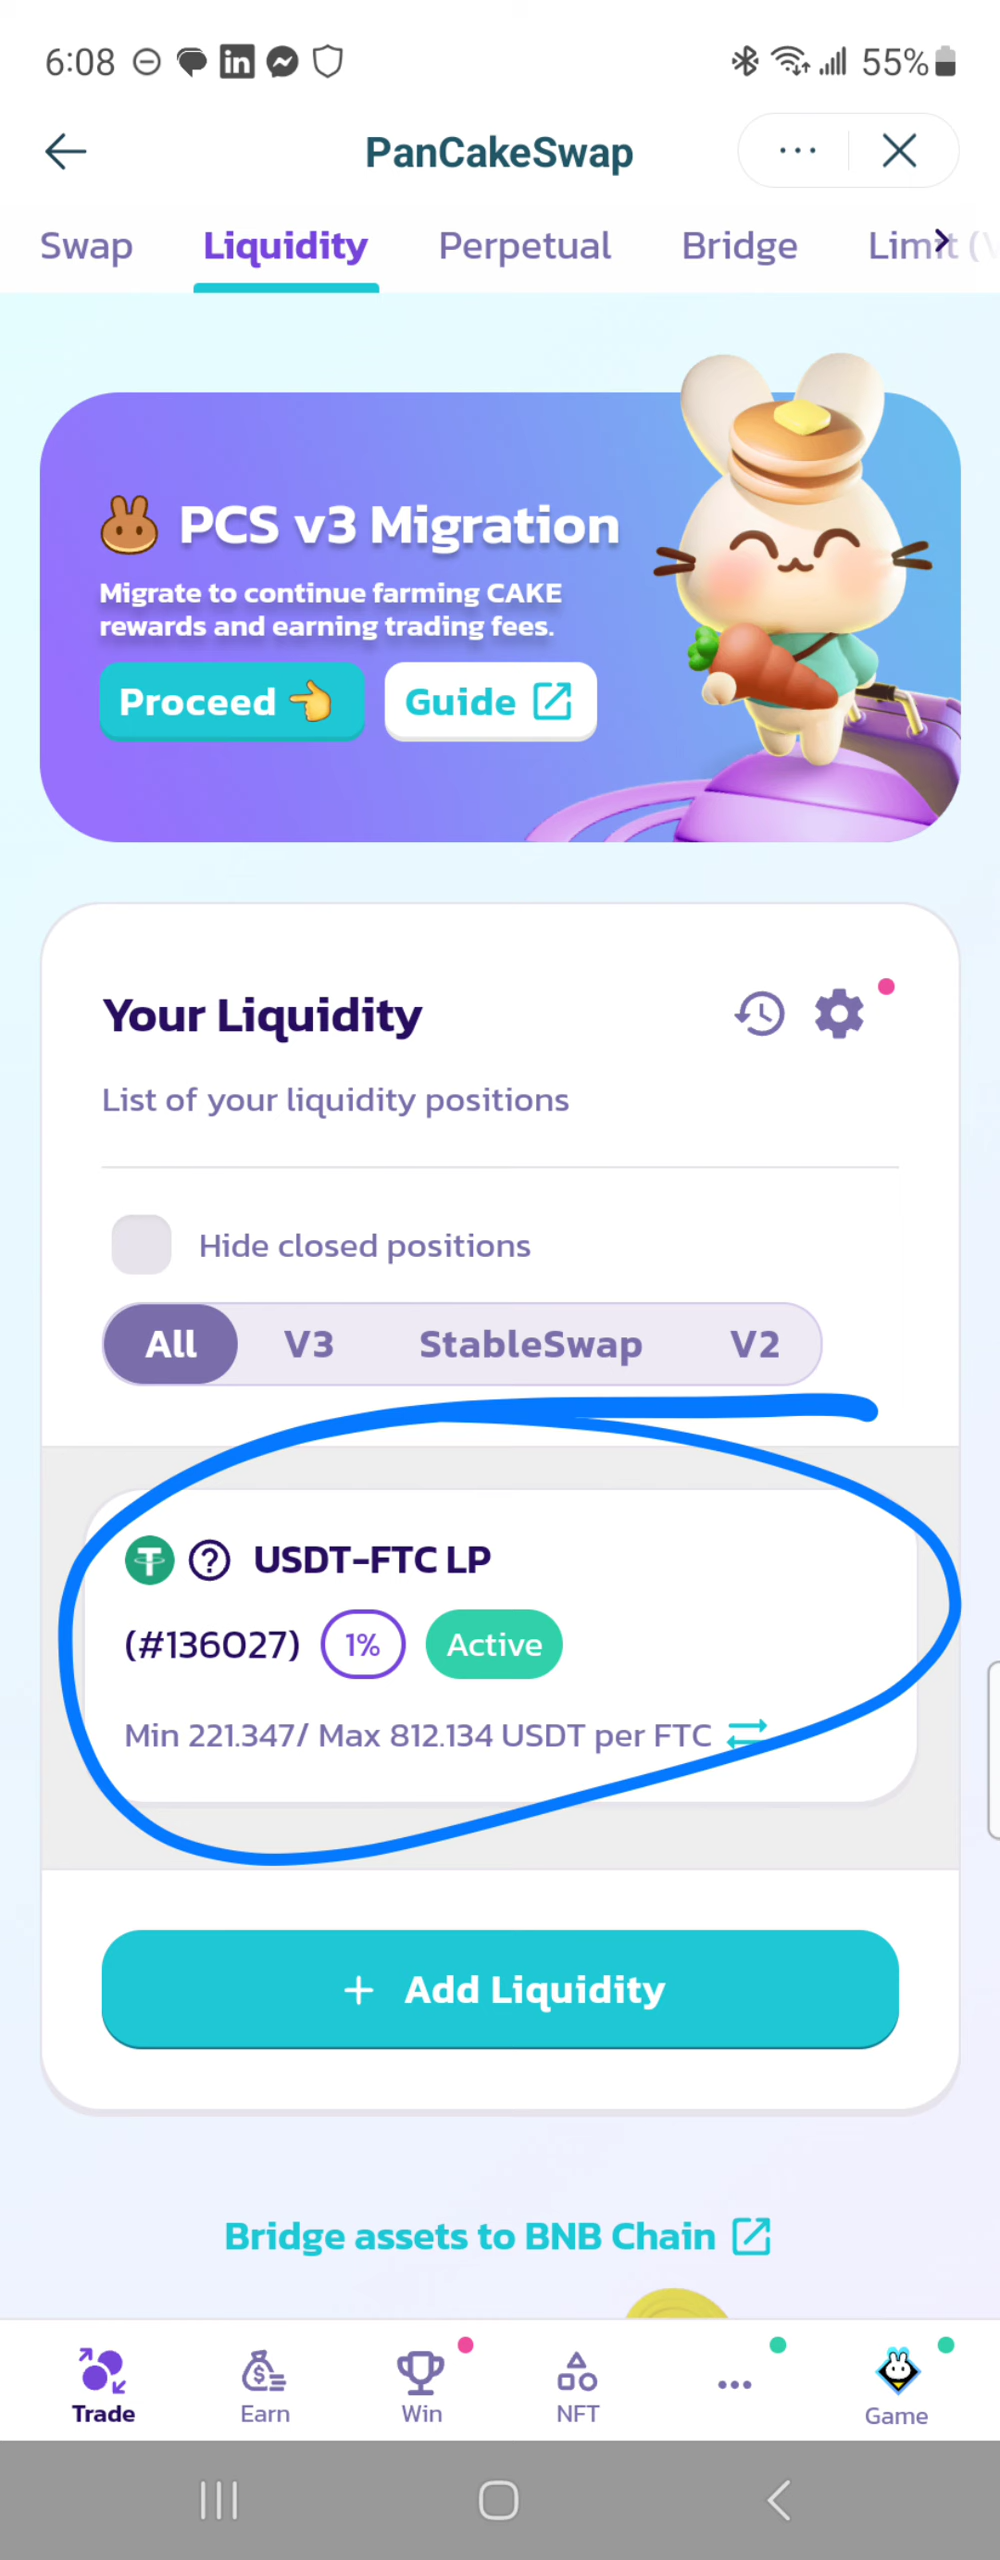 6:08 55%
PanCakeSwap
Swap Liquidity Perpetual Bridge Limit (V
PCS v3 Migration
Migrate to continue farming CAKE
rewards and earning trading fees.
Proceed Guide
Your Liquidity
List of your liquidity positions
Hide closed positions
All V3 StableSwap V2
USDT-FTC LP
(#136027) 1% Active
Min 221.347/ Max 812.134 USDT per FTC
+ Add Liquidity
Bridge assets to BNB Chain
Trade Earn Win NFT Game